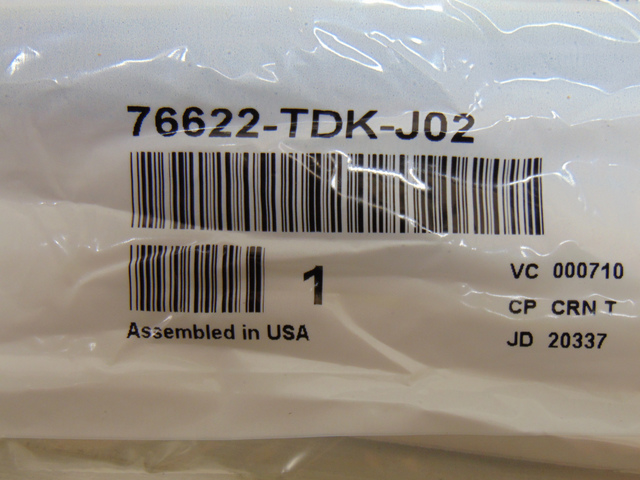 76622-TDK-J02
1
Assembled in USA
VC 000710
CP CRN T
JD 20337